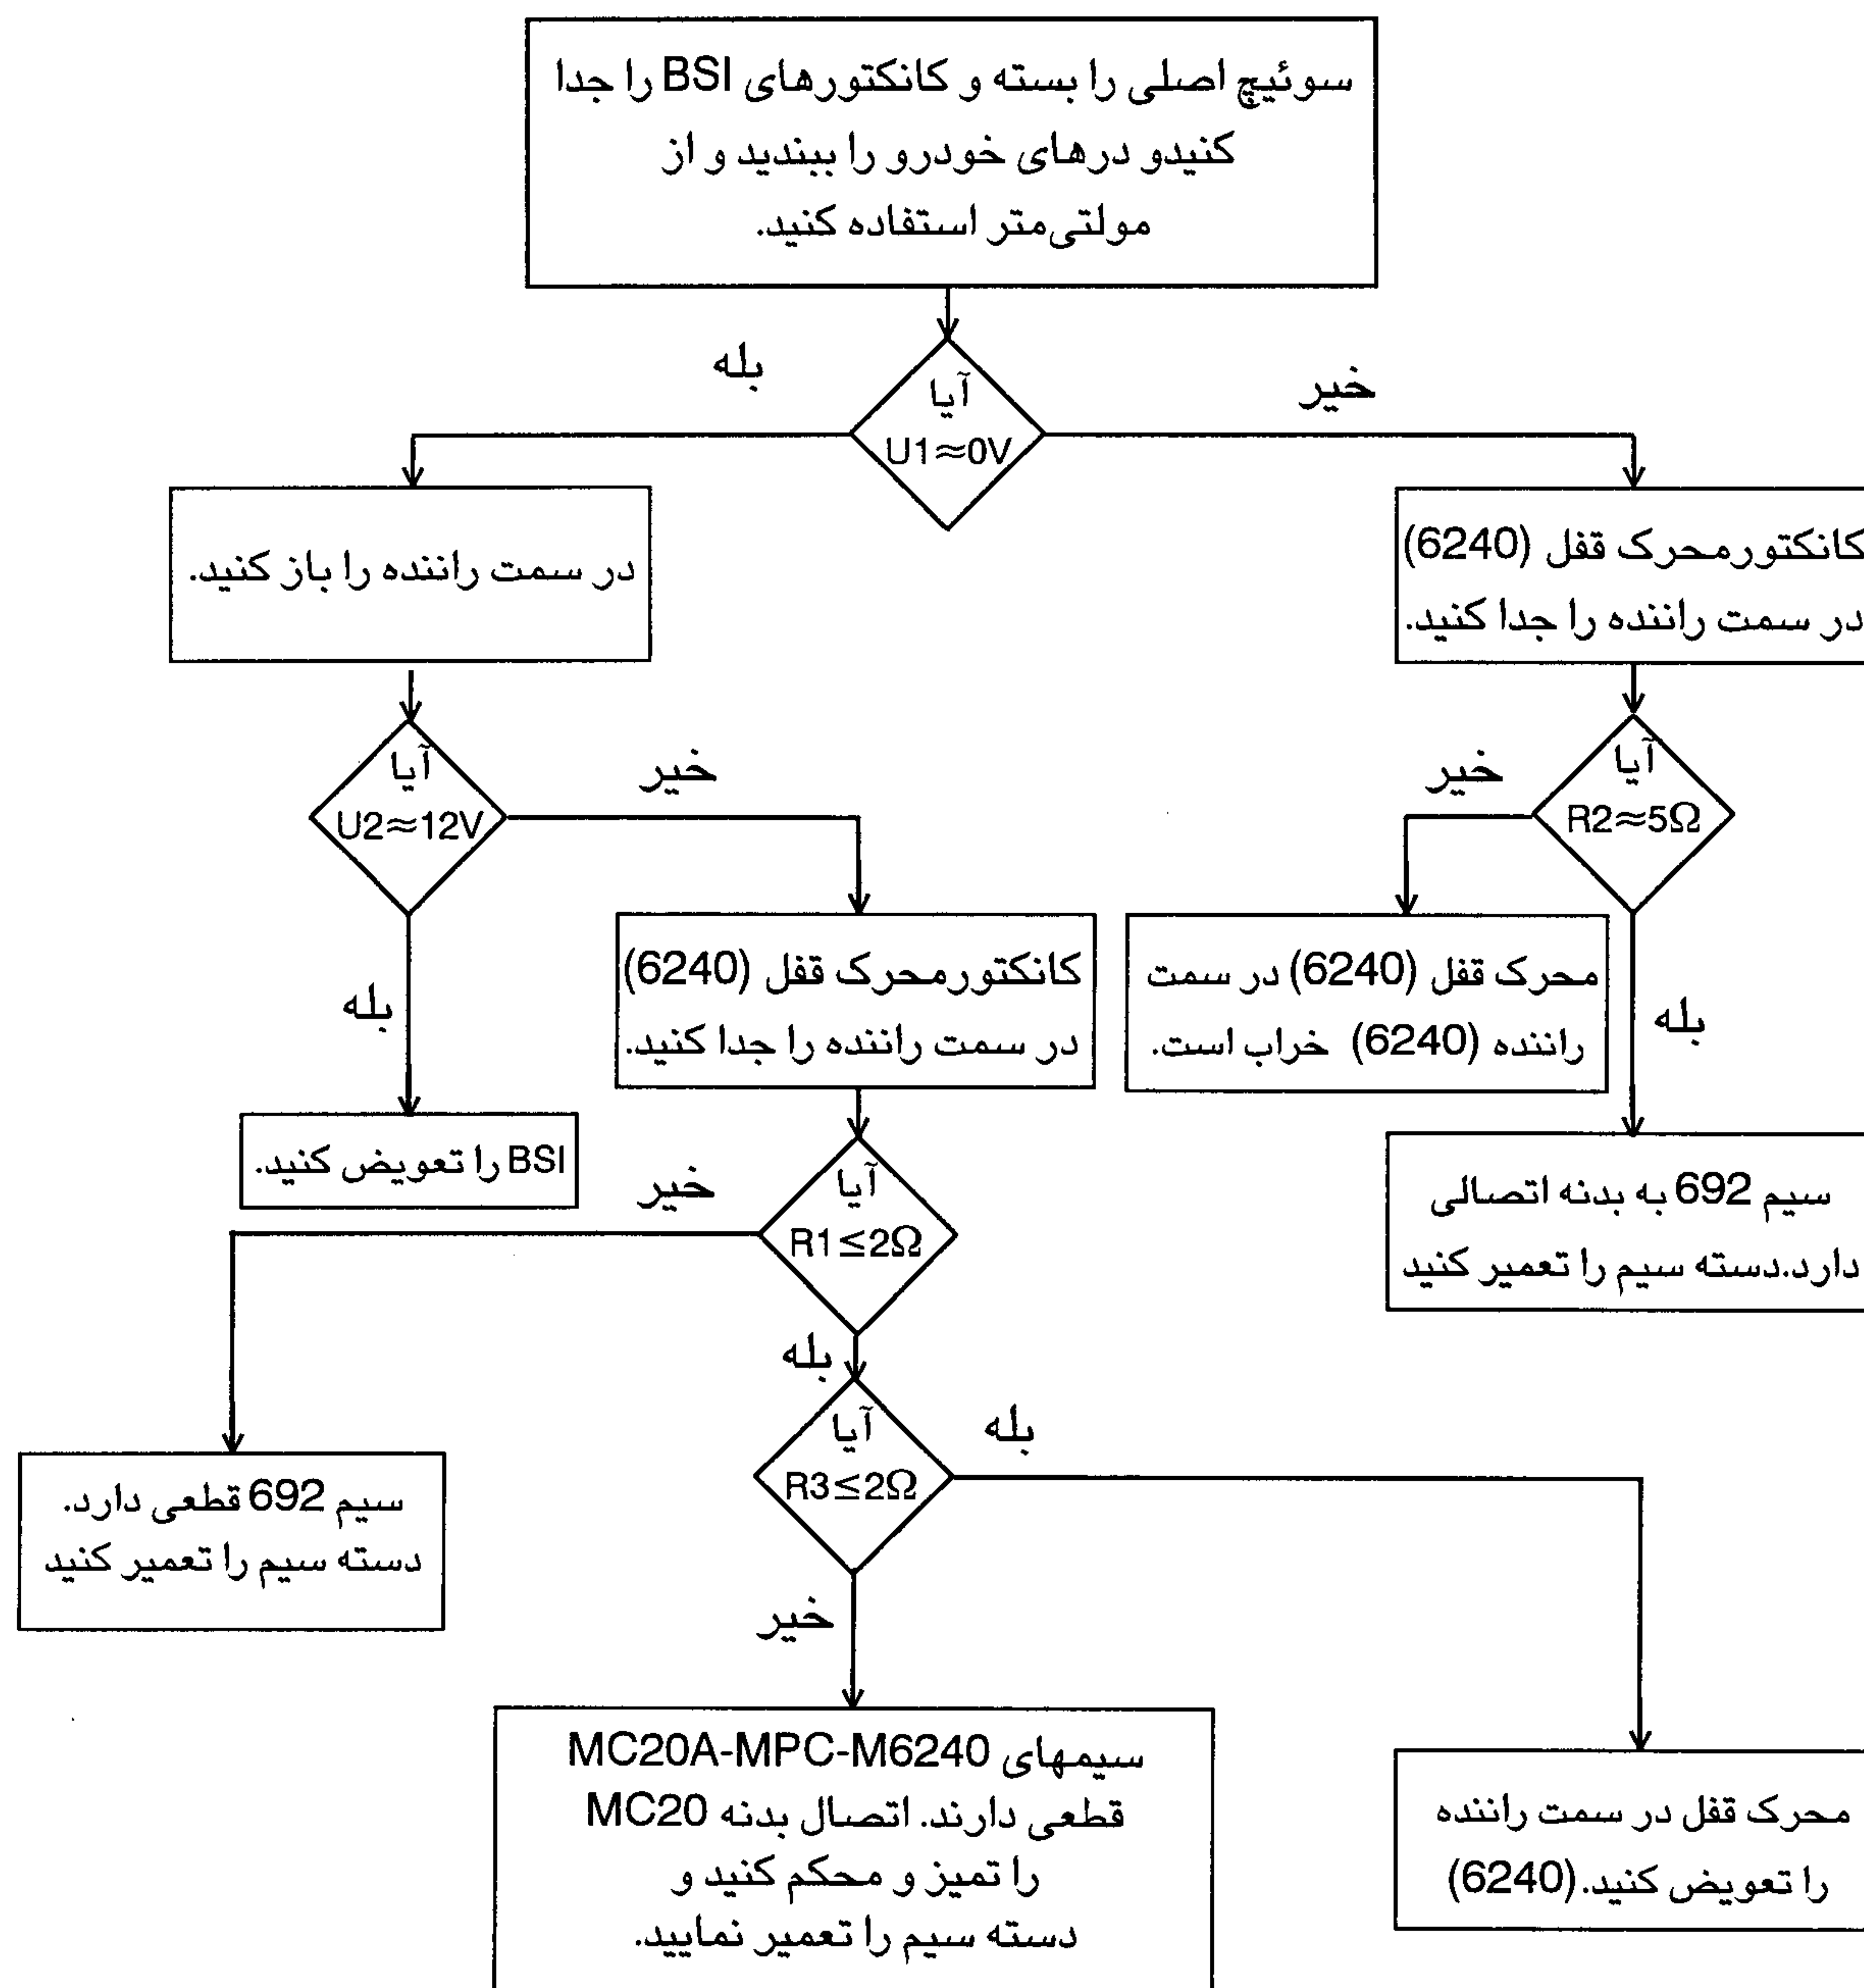 سوئیچ اصلی را بسته و کانکتورهای BSI را جدا
کنیدو درهای خودرو را ببندید و از
مولتی‌متر استفاده کنید.
بله
خیر
آیا
U1≈0V
در سمت راننده را باز کنید.
کانکتورمحرک قفل (6240)
در سمت راننده را جدا کنید.
آیا
U2≈12V
خیر
خیر
آیا
R2≈5Ω
بله
کانکتورمحرک قفل (6240)
در سمت راننده را جدا کنید.
محرک قفل (6240) در سمت
راننده (6240) خراب است.
بله
BSI را تعویض کنید.
سیم 692 به بدنه اتصالی
دارد.دسته سیم را تعمیر کنید
خیر
آیا
R1≤2Ω
بله
آیا
R3≤2Ω
بله
سیم 692 قطعی دارد.
دسته سیم را تعمیر کنید
خیر
سیمهای MC20A-MPC-M6240
قطعی دارند. اتصال بدنه MC20
را تمیز و محکم کنید و
دسته سیم را تعمیر نمایید.
محرک قفل در سمت راننده
را تعویض کنید.(6240)